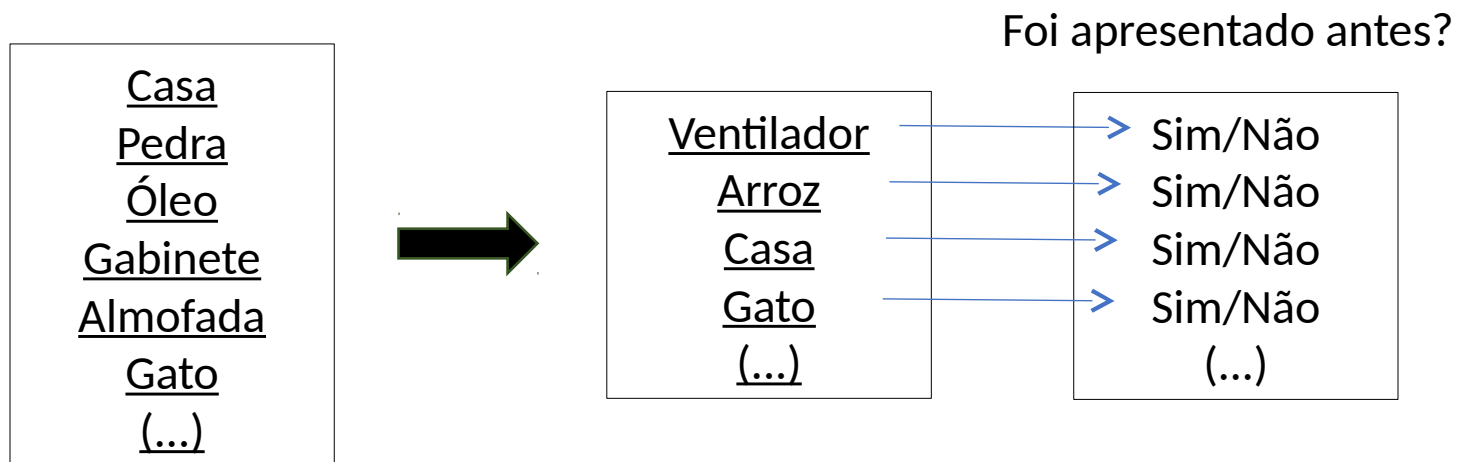 Foi apresentado antes?
Casa
Pedra
Óleo
Gabinete
Almofada
Gato
(...)
Ventilador
Arroz
Casa
Gato
(...)
Sim/Não
Sim/Não
Sim/Não
Sim/Não
(...)